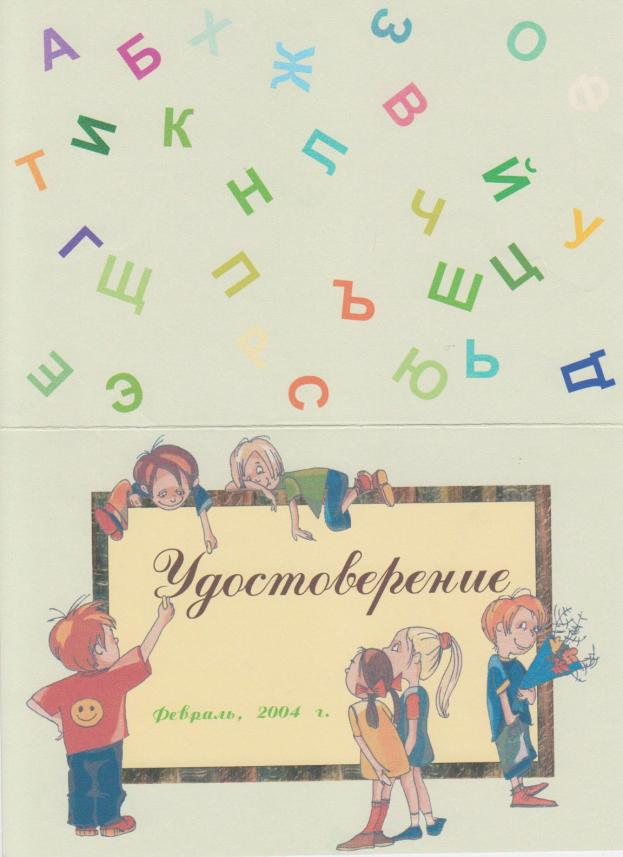 А Б Х Ж З О Ф
Т И К Л В Й
Н Ч У
Г Щ П Ъ Ш Ц
Ш Э Р С Ю Ь Д
Удостоверение
Февраль, 2004 г.